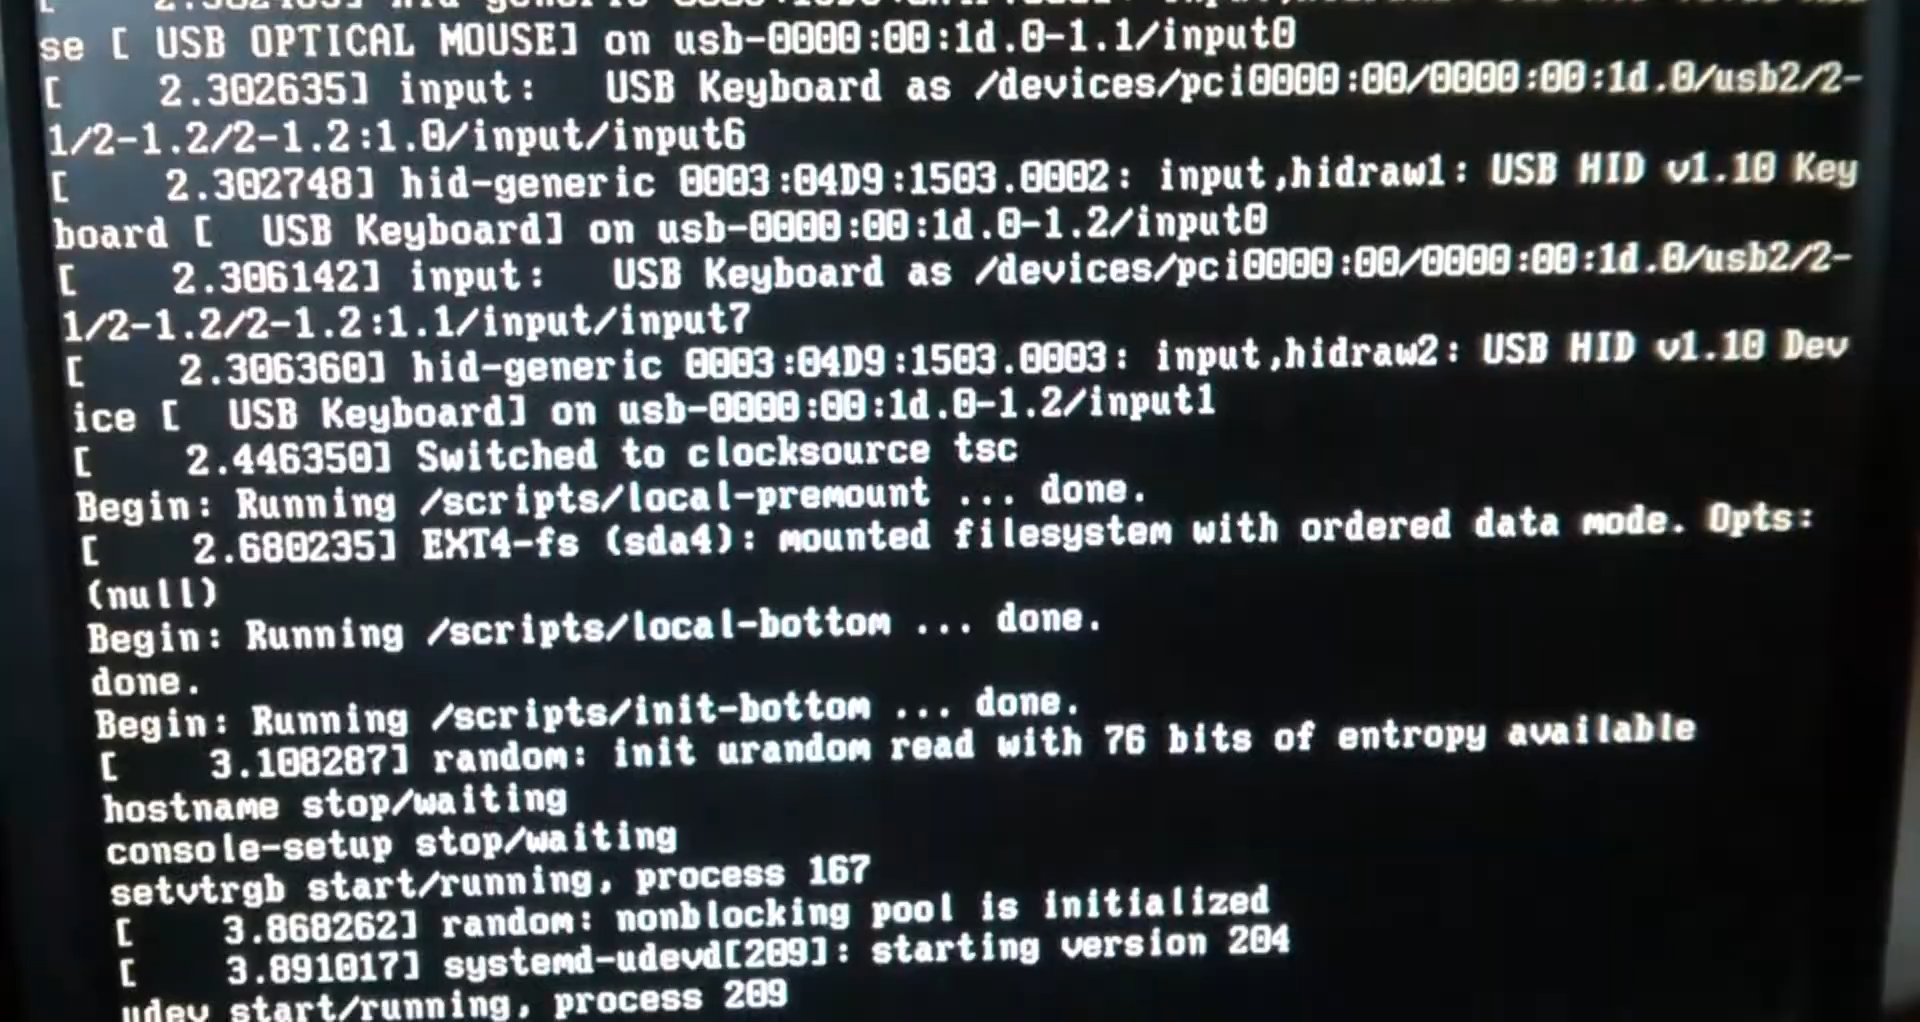 se [ USB OPTICAL MOUSE] on usb-0000:00:1d.0-1.1/input0
[ 2.302635] input: USB Keyboard as /devices/pci0000:00/0000:00:1d.0/usb2/2-
1/2-1.2/2-1.2:1.0/input/input6
[ 2.302748] hid-generic 0003:04D9:1503.0002: input,hidraw1: USB HID v1.10 Key
board [ USB Keyboard] on usb-0000:00:1d.0-1.2/input0
[ 2.306142] input: USB Keyboard as /devices/pci0000:00/0000:00:1d.0/usb2/2-
1/2-1.2/2-1.2:1.1/input/input7
[ 2.306360] hid-generic 0003:04D9:1503.0003: input,hidraw2: USB HID v1.10 Dev
ice [ USB Keyboard] on usb-0000:00:1d.0-1.2/input1
[ 2.446350] Switched to clocksource tsc
Begin: Running /scripts/local-premount ... done.
[ 2.680235] EXT4-fs (sda4): mounted filesystem with ordered data mode. Opts:
(null)
Begin: Running /scripts/local-bottom ... done.
done.
Begin: Running /scripts/init-bottom ... done.
[ 3.108287] random: init urandom read with 76 bits of entropy available
hostname stop/waiting
console-setup stop/waiting
setvtrgb start/running, process 167
[ 3.868262] random: nonblocking pool is initialized
[ 3.891017] systemd-udevd[209]: starting version 204
udev start/running, process 209